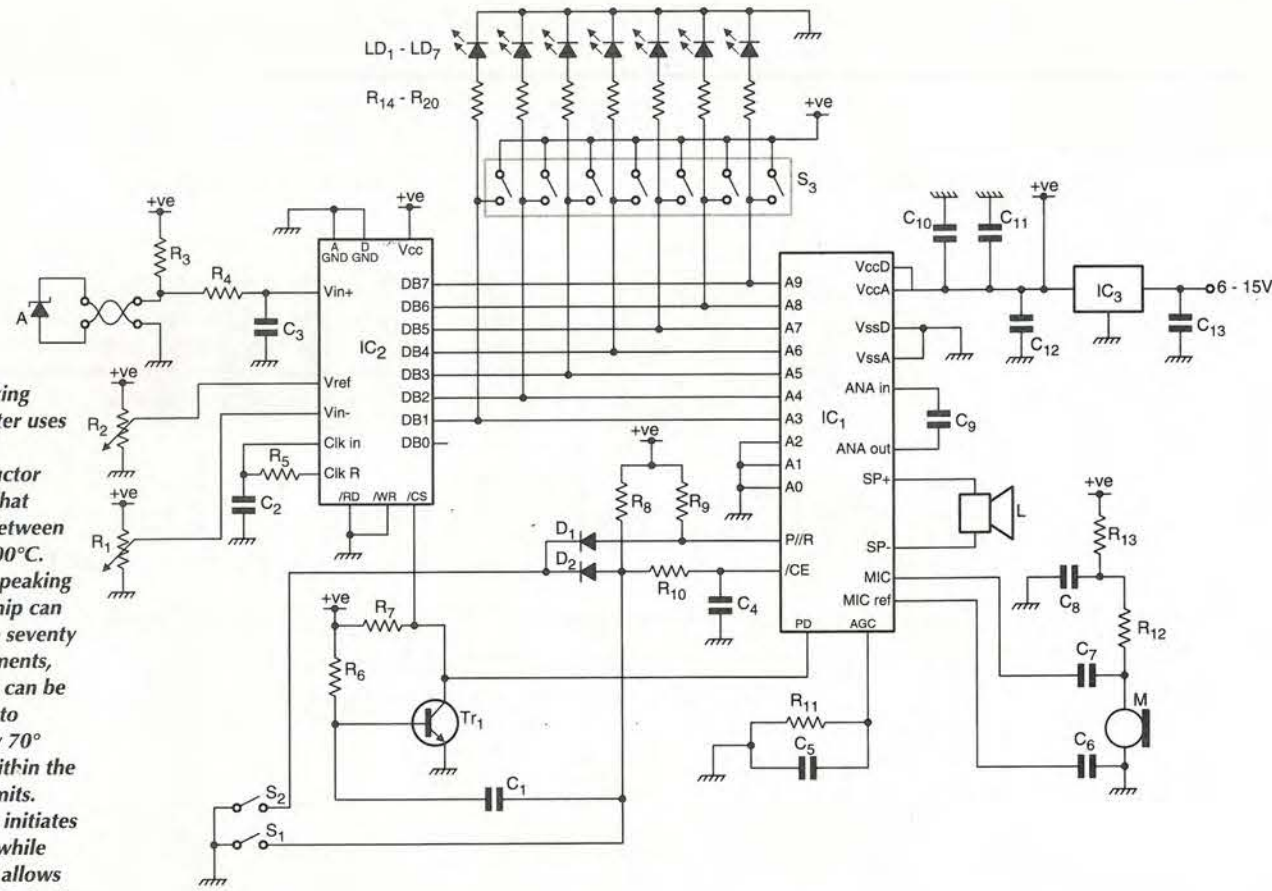 LD1 - LD7
R14 - R20
+ve
S3
+ve
+ve
+ve
R3
R4
A
C3
A GND
D GND
Vcc
Vin+
IC2
Vref
Vin-
Clk in
Clk R
/RD
/WR
/CS
DB7
DB6
DB5
DB4
DB3
DB2
DB1
DB0
+ve
R2
+ve
R1
R5
C2
A9
A8
A7
A6
A5
A4
A3
A2
A1
A0
IC1
P//R
/CE
PD
AGC
VccD
VccA
VssD
VssA
ANA in
ANA out
SP+
SP-
MIC
MIC ref
C10
C11
C12
IC3
C13
6 - 15V
C9
L
+ve
R13
C8
R12
C7
M
C6
+ve
R8
R9
D1
D2
R10
C4
+ve
R7
R6
Tr1
C1
R11
C5
S2
S1
ter uses
ctor
hat
etween
00°C.
peaking
hip can
seventy
ments,
can be
to
70°
ithin the
mits.
initiates
while
allows